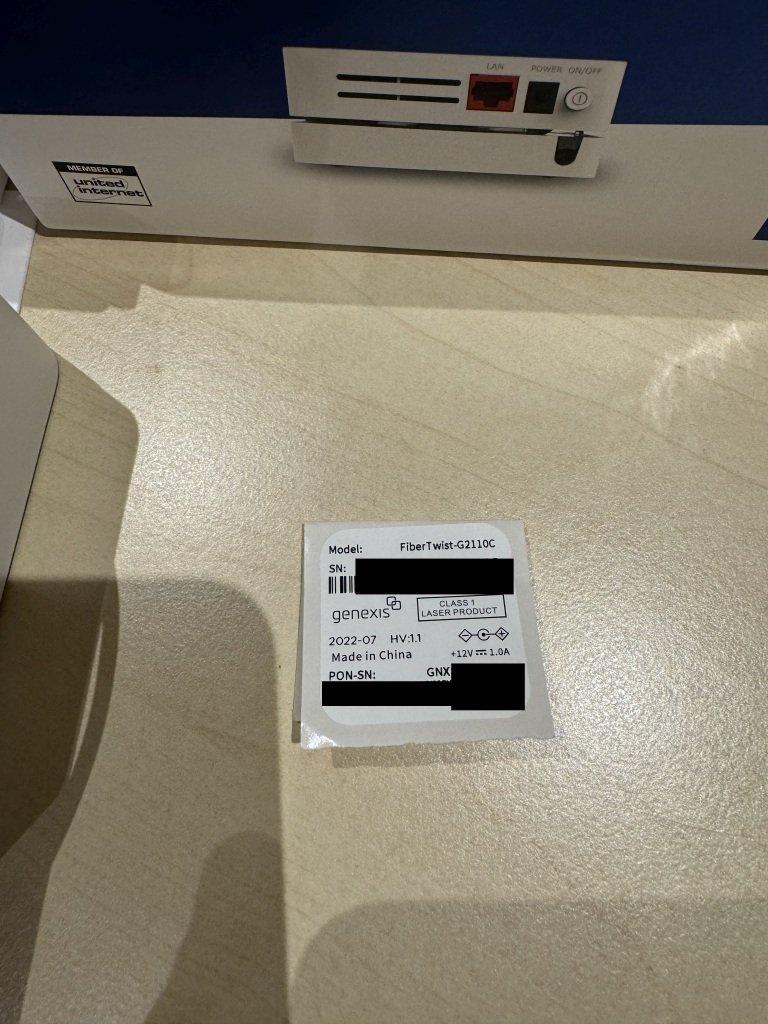 LAN POWER ON/OFF
MEMBER OF
united
internet
Model: FiberTwist-G2110C
SN:
genexis
CLASS 1
LASER PRODUCT
2022-07 HV:1.1
Made in China
+12V ⎓ 1.0A
PON-SN: GNX